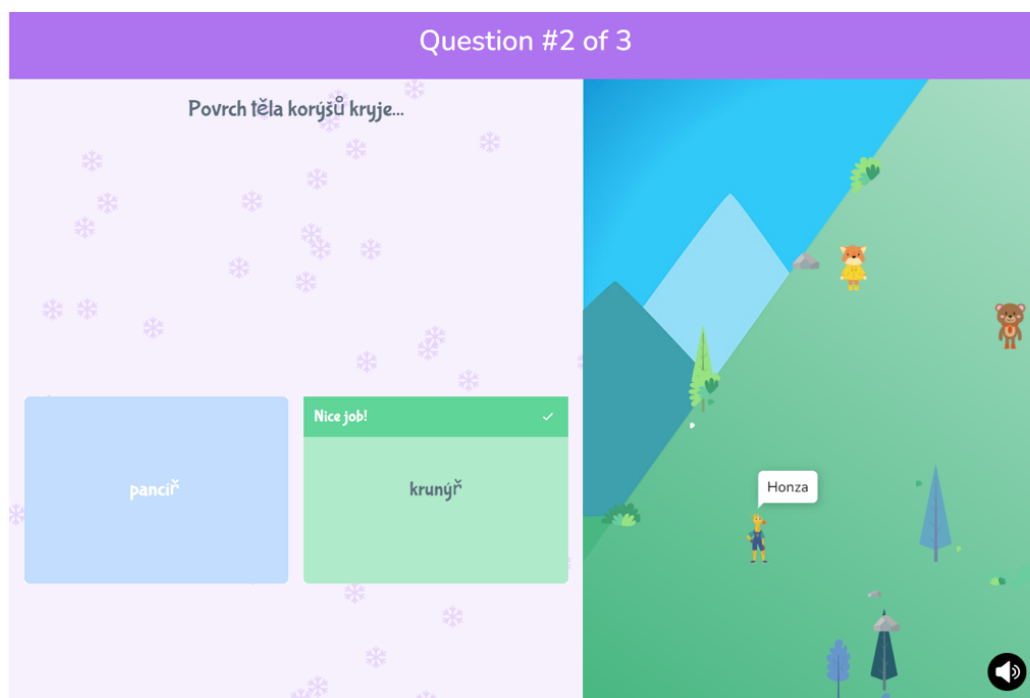 Question #2 of 3
Povrch těla korýšů kryje...
pancíř
Nice job!
krunýř
Honza